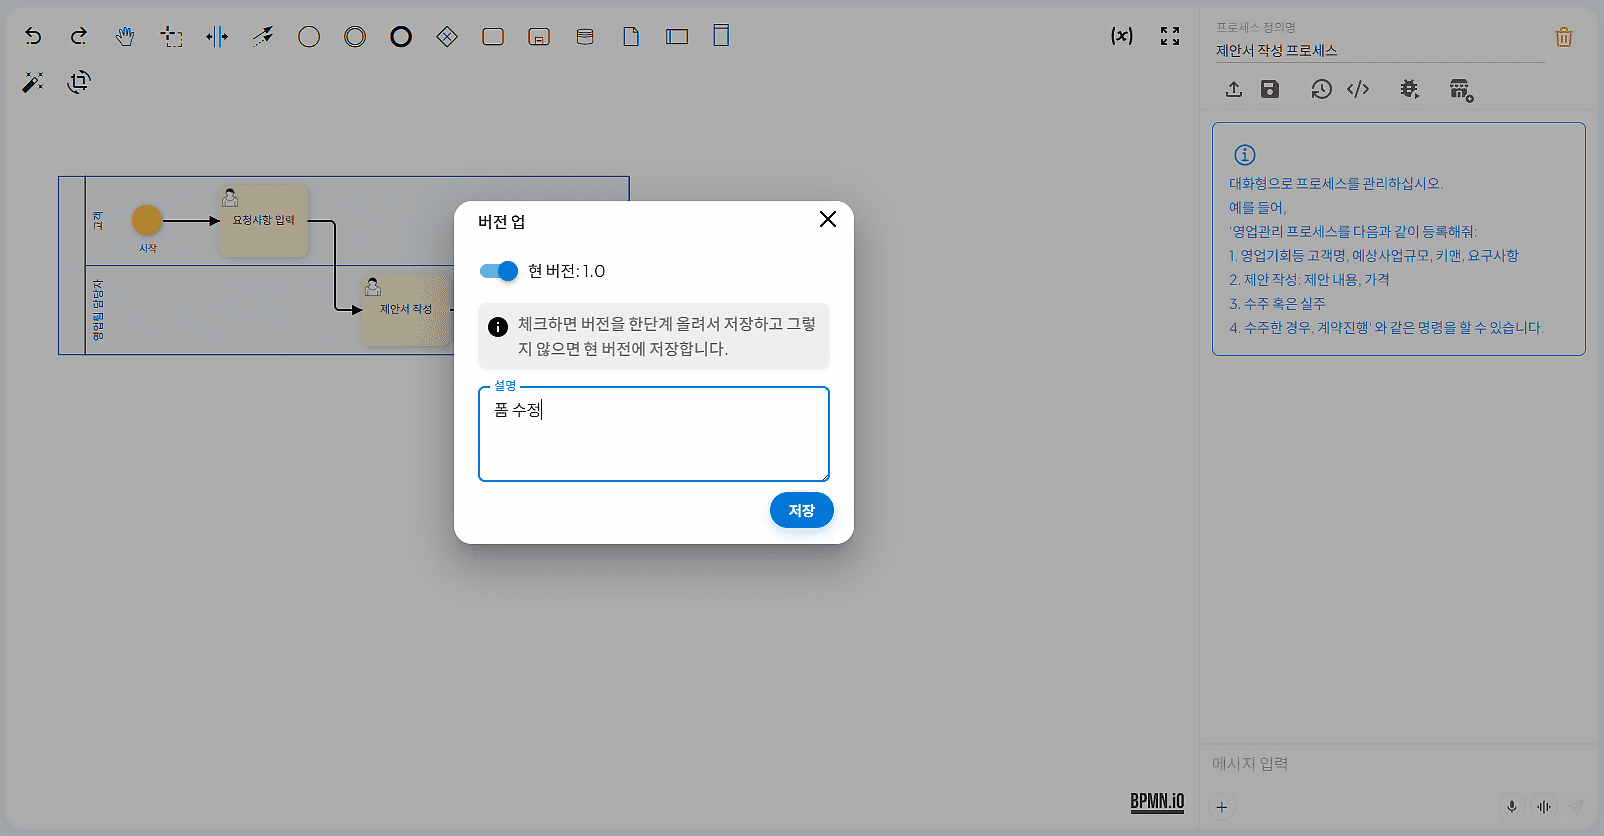 프로세스 정의명
제안서 작성 프로세스
대화형으로 프로세스를 관리하십시오.
예를 들어,
'영업관리 프로세스를 다음과 같이 등록해줘:
1. 영업기회등 고객명, 예상사업규모, 키맨, 요구사항
2. 제안 작성: 제안 내용, 가격
3. 수주 혹은 실주
4. 수주한 경우, 계약진행' 와 같은 명령을 할 수 있습니다.
고객
시작
요청사항 입력
영업팀 담당자
제안서 작성
버전 업
현 버전: 1.0
체크하면 버전을 한단계 올려서 저장하고 그렇
지 않으면 현 버전에 저장합니다.
설명
폼 수정
저장
메시지 입력
BPMN.iO